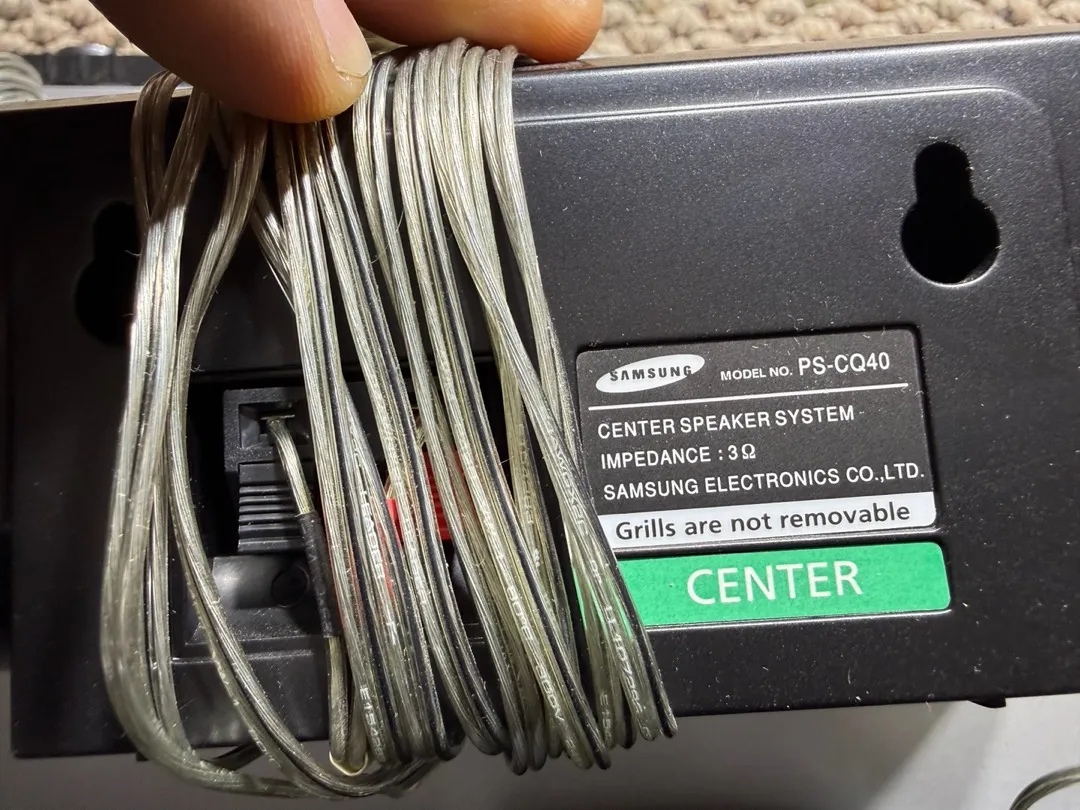 SAMSUNG MODEL NO. PS-CQ40
CENTER SPEAKER SYSTEM
IMPEDANCE : 3Ω
SAMSUNG ELECTRONICS CO.,LTD.
Grills are not removable
CENTER